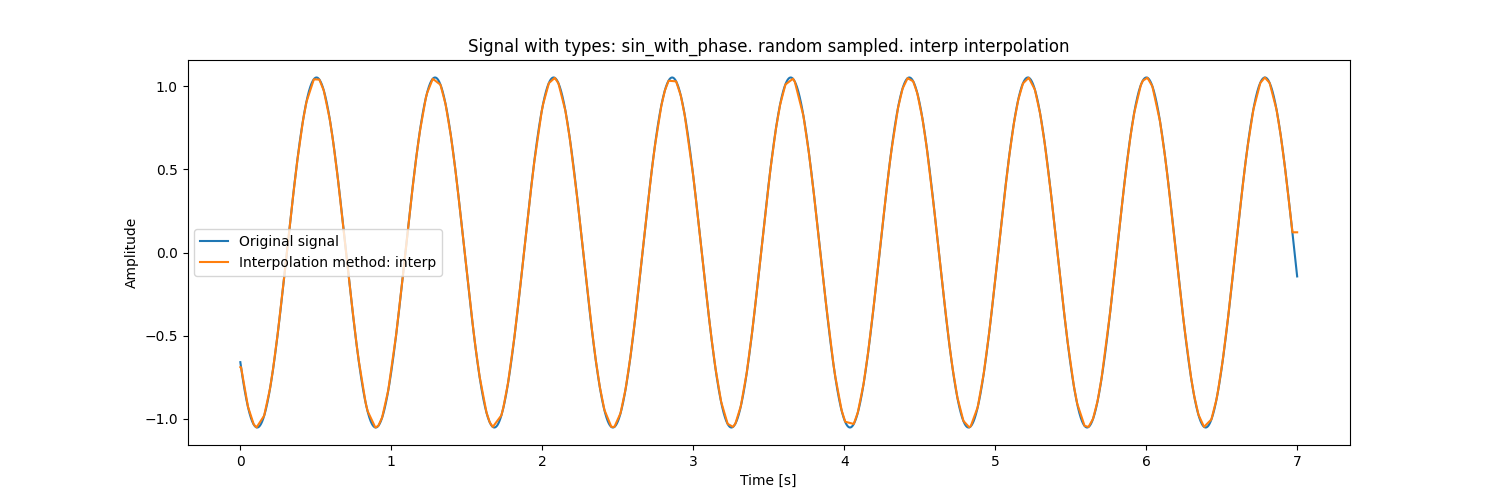 Signal with types: sin_with_phase. random sampled. interp interpolation
Amplitude
1.0
0.5
0.0
−0.5
−1.0
Original signal
Interpolation method: interp
0 1 2 3 4 5 6 7
Time [s]